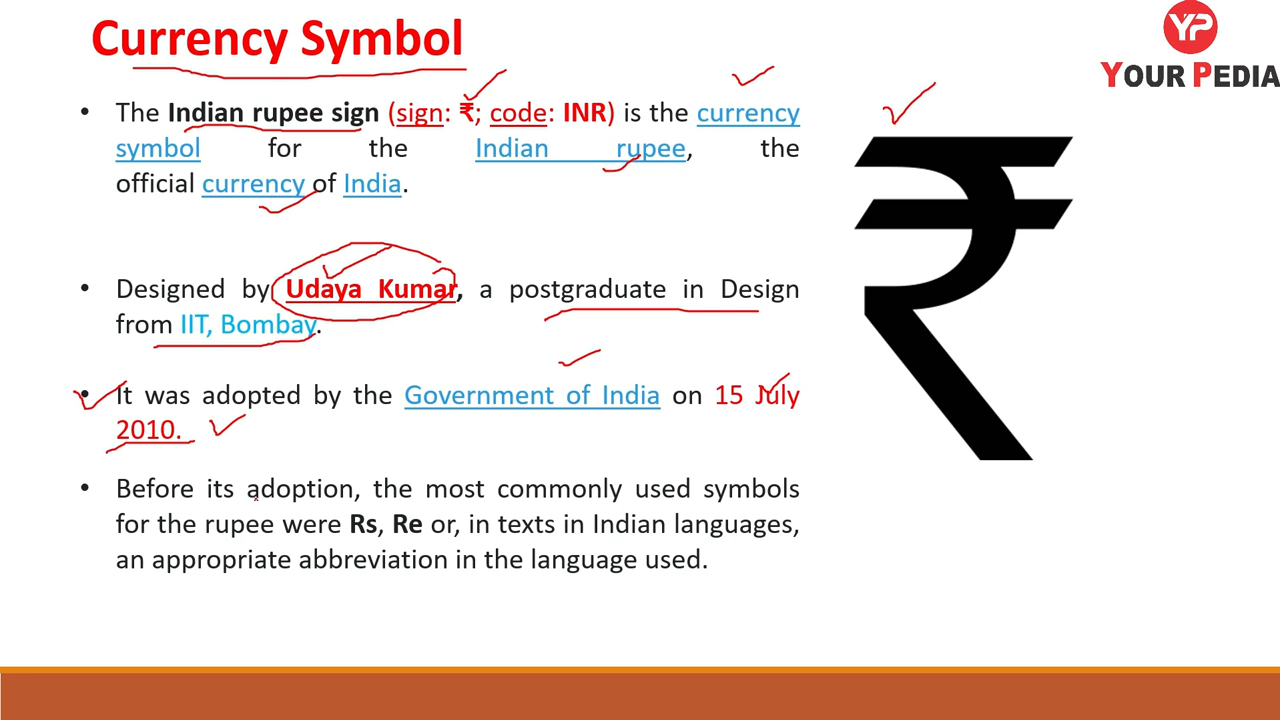 Currency Symbol
YP
YOUR PEDIA
• The Indian rupee sign (sign: ₹; code: INR) is the currency
symbol for the Indian rupee, the
official currency of India.
₹
• Designed by Udaya Kumar, a postgraduate in Design
from IIT, Bombay.
• It was adopted by the Government of India on 15 July
2010.
• Before its adoption, the most commonly used symbols
for the rupee were Rs, Re or, in texts in Indian languages,
an appropriate abbreviation in the language used.